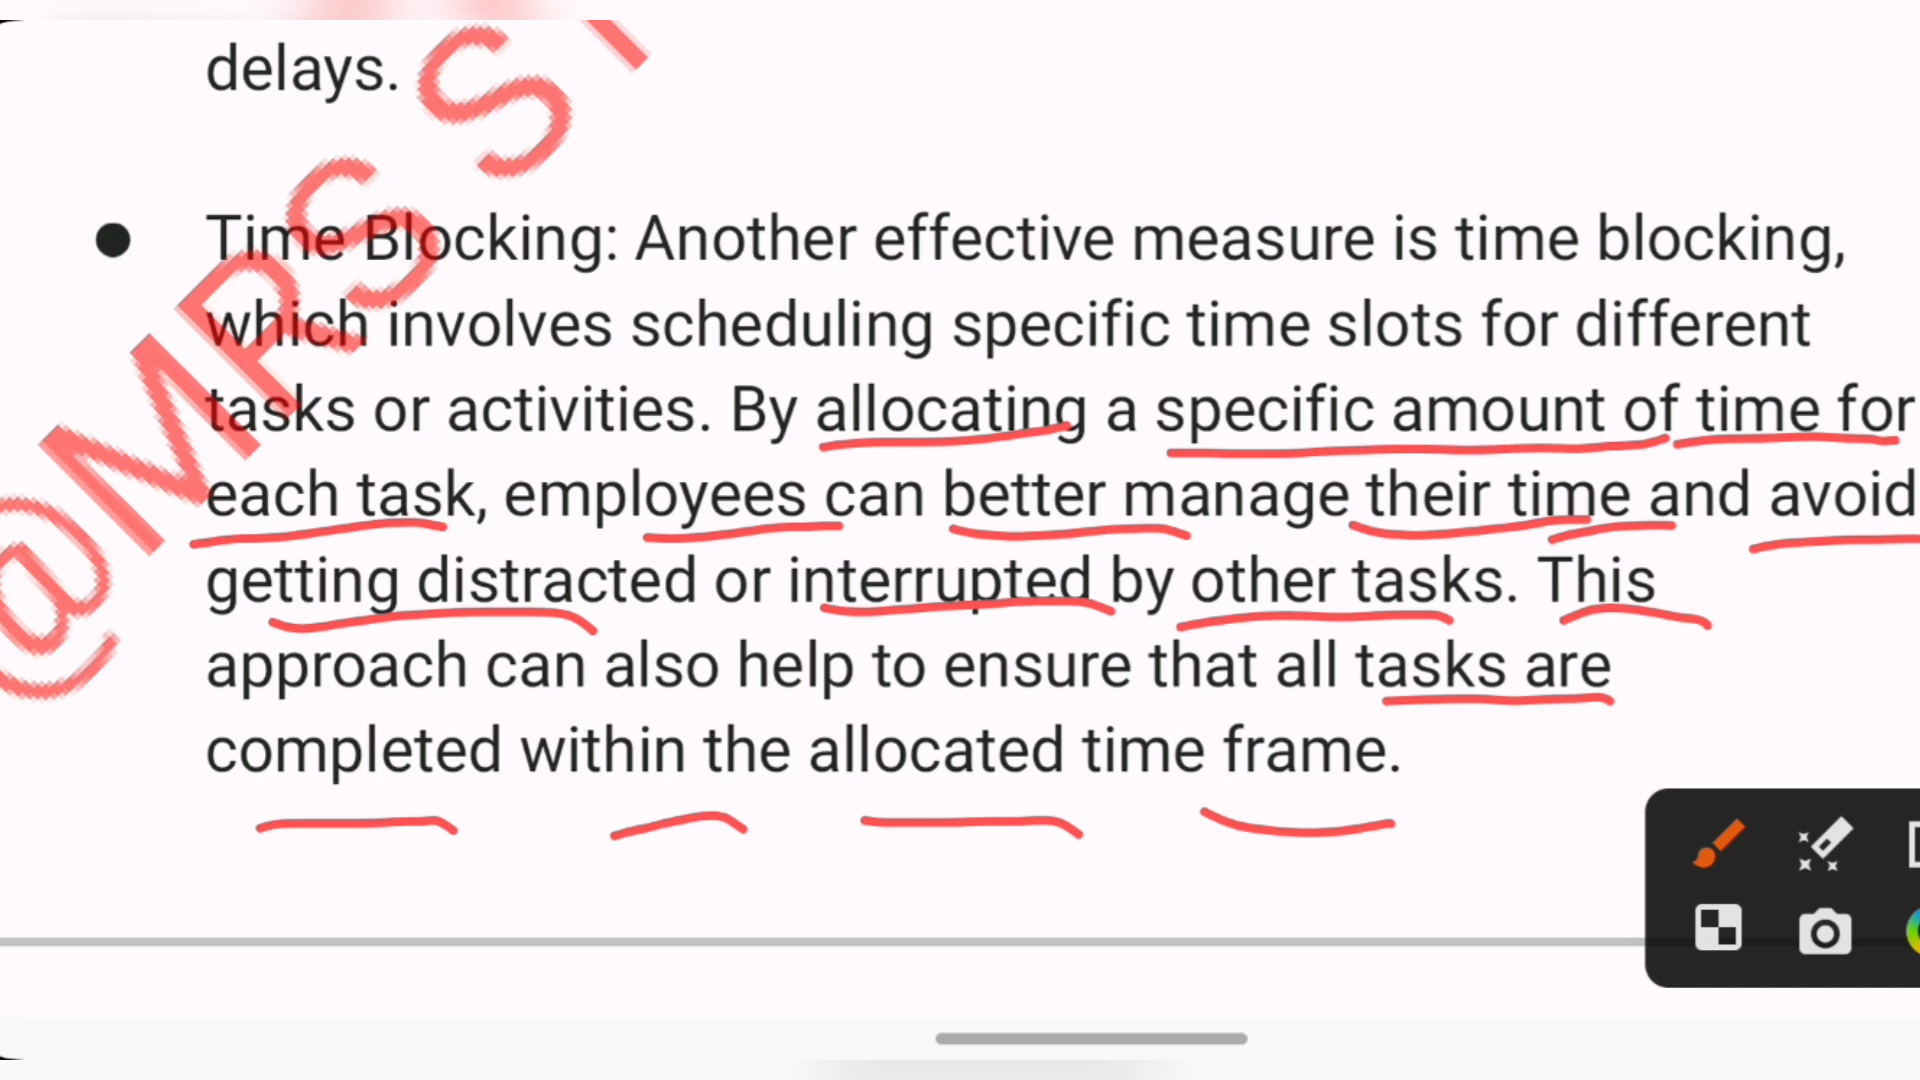 delays.
Time Blocking: Another effective measure is time blocking,
which involves scheduling specific time slots for different
tasks or activities. By allocating a specific amount of time for
each task, employees can better manage their time and avoid
getting distracted or interrupted by other tasks. This
approach can also help to ensure that all tasks are
completed within the allocated time frame.
@MRS